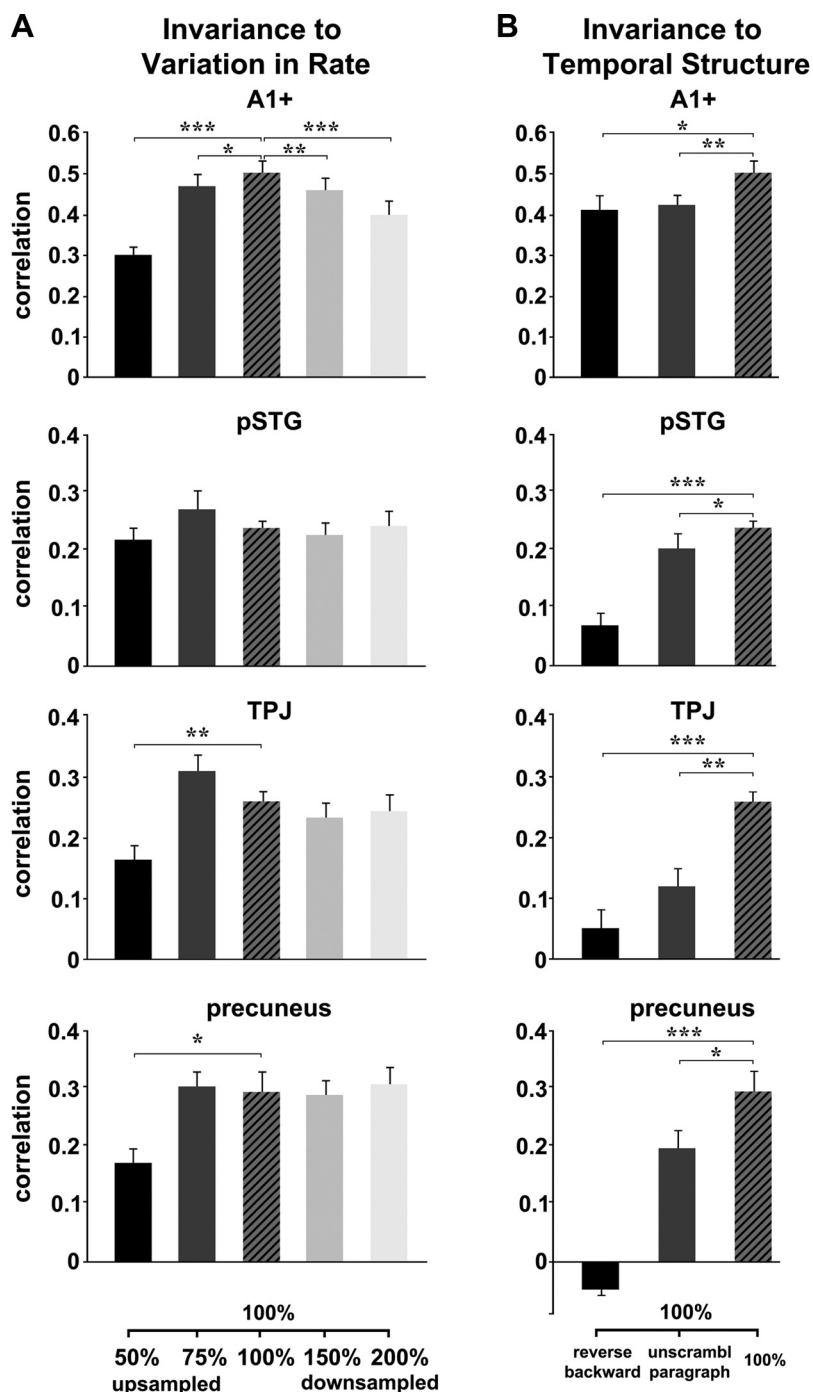 A
Invariance to
Variation in Rate
A1+
0.6
0.5
0.4
0.3
0.2
0.1
0
correlation
***
***
*
**
pSTG
0.4
0.3
0.2
0.1
0
correlation
TPJ
0.4
0.3
0.2
0.1
0
correlation
**
precuneus
0.4
0.3
0.2
0.1
0
correlation
*
100%
50% 75% 100% 150% 200%
upsampled downsampled
B
Invariance to
Temporal Structure
A1+
0.6
0.5
0.4
0.3
0.2
0.1
0
*
**
pSTG
0.4
0.3
0.2
0.1
0
***
*
TPJ
0.4
0.3
0.2
0.1
0
***
**
precuneus
0.4
0.3
0.2
0.1
0
***
*
100%
reverse unscrambl 100%
backward paragraph